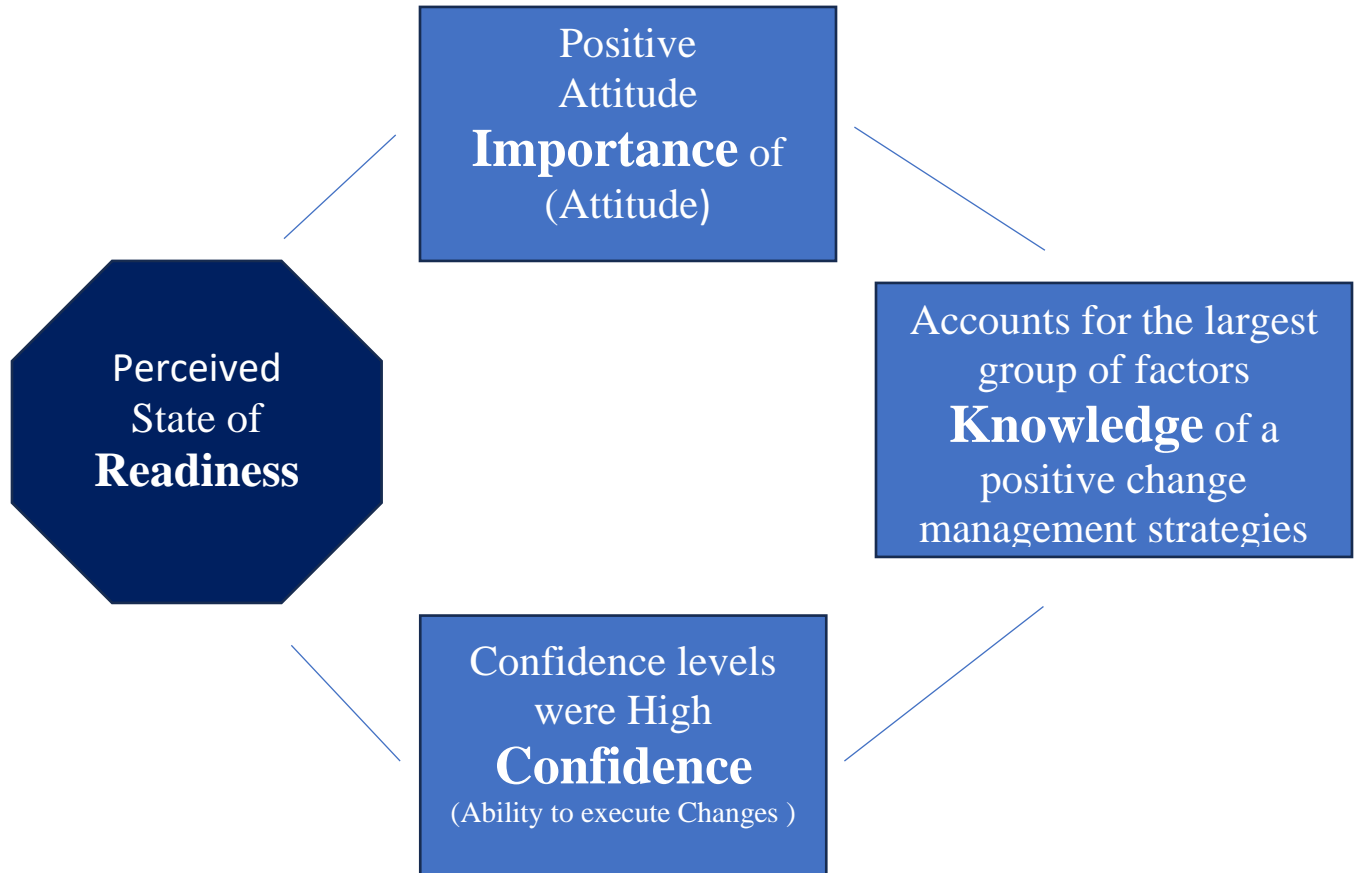 Positive
Attitude
Importance of
(Attitude)
Perceived
State of
Readiness
Accounts for the largest
group of factors
Knowledge of a
positive change
management strategies
Confidence levels
were High
Confidence
(Ability to execute Changes )